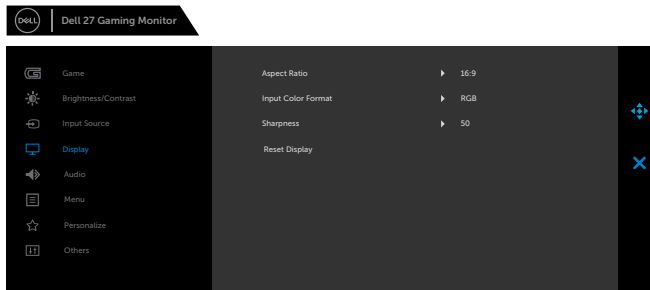 DELL
Dell 27 Gaming Monitor
Game
Brightness/Contrast
Input Source
Display
Audio
Menu
Personalize
Others
Aspect Ratio 16:9
Input Color Format RGB
Sharpness 50
Reset Display